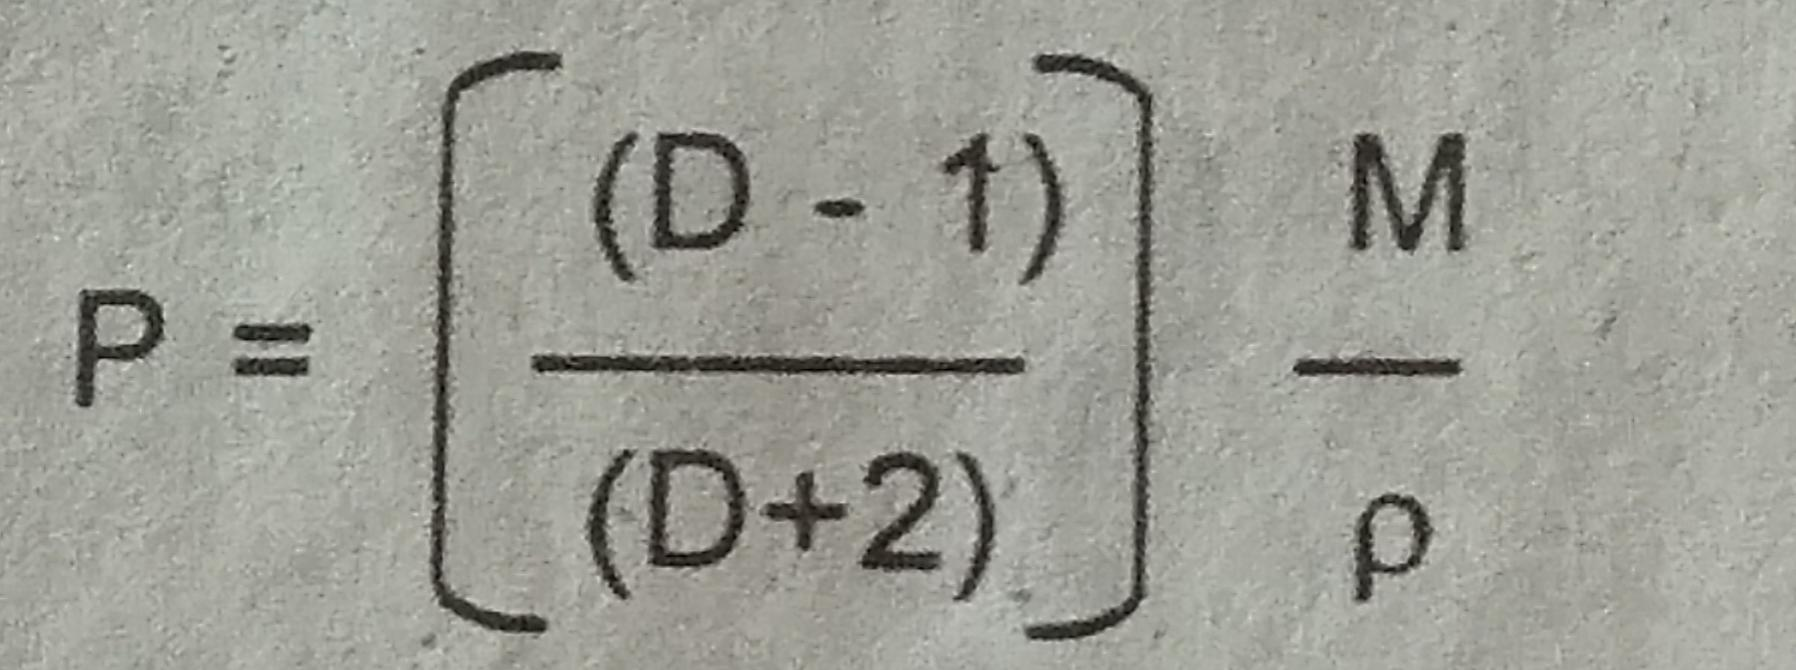 (D - 1) M
P =
(D+2) ρ